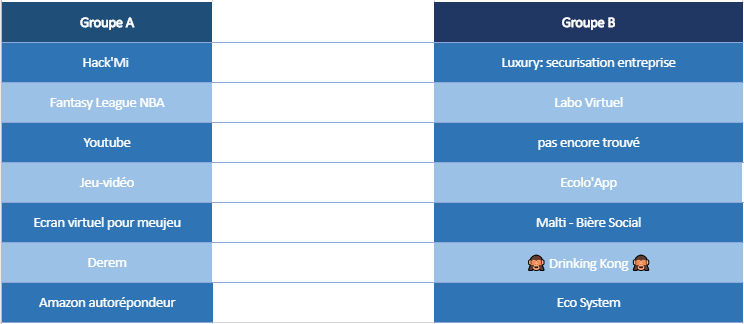 Groupe A
Groupe B
Hack'Mi
Luxury: securisation entreprise
Fantasy League NBA
Labo Virtuel
Youtube
pas encore trouvé
Jeu-vidéo
Ecolo'App
Ecran virtuel pour meujeu
Malti - Bière Social
Derem
🙈 Drinking Kong 🙈
Amazon autorépondeur
Eco System